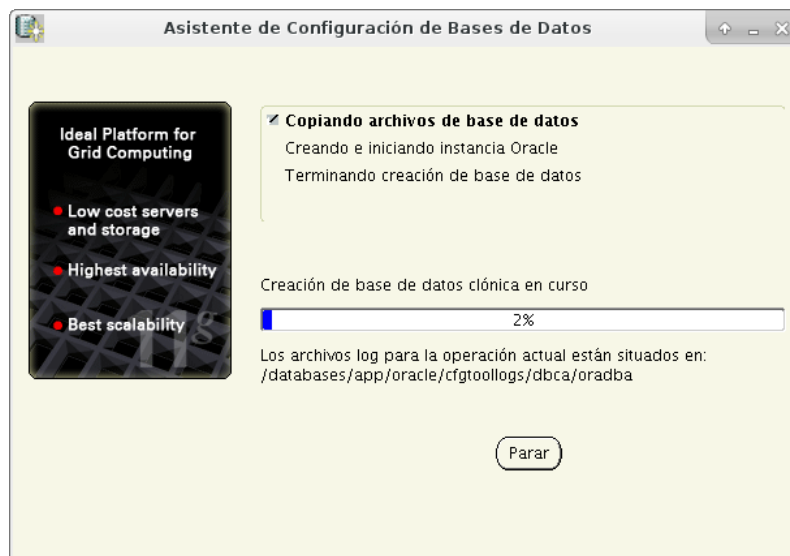 Asistente de Configuración de Bases de Datos
Ideal Platform for
Grid Computing
Low cost servers
and storage
Highest availability
Best scalability
11g
Copiando archivos de base de datos
Creando e iniciando instancia Oracle
Terminando creación de base de datos
Creación de base de datos clónica en curso
2%
Los archivos log para la operación actual están situados en:
/databases/app/oracle/cfgtoollogs/dbca/oradba
Parar